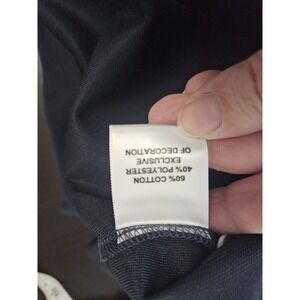 60% COTTON
40% POLYESTER
EXCLUSIVE
OF DECORATION